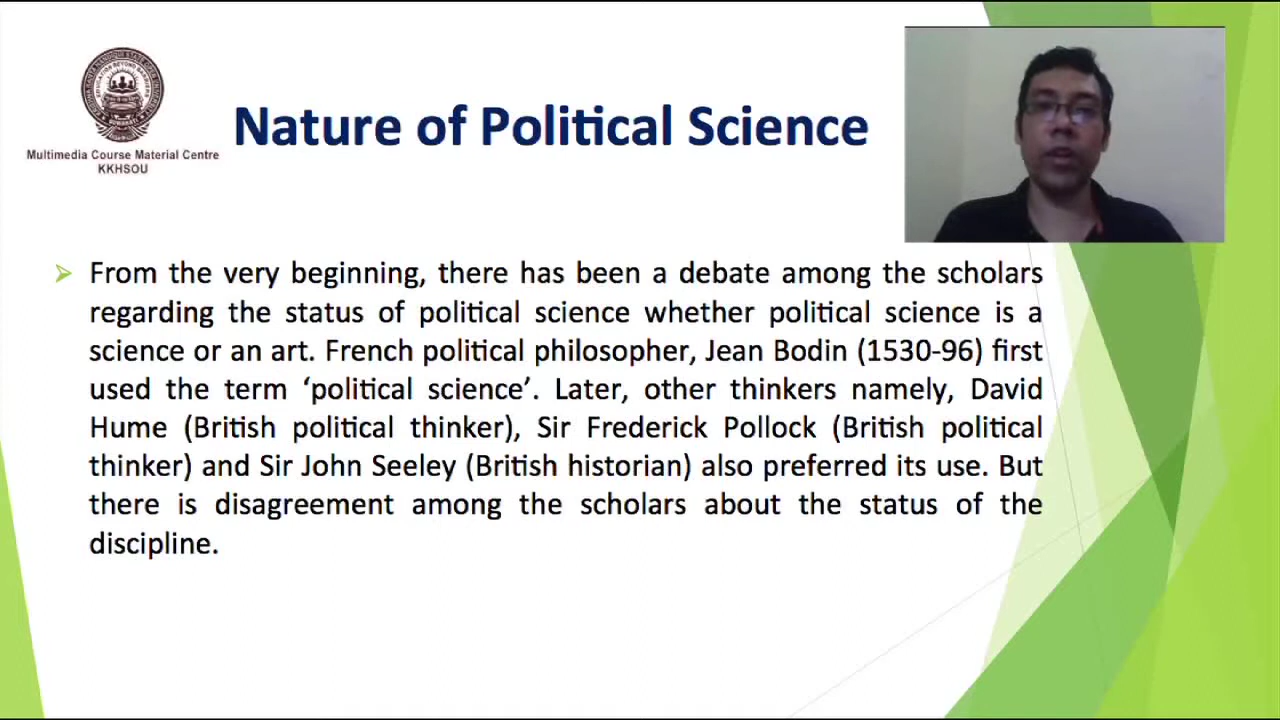 Multimedia Course Material Centre
KKHSOU
Nature of Political Science
From the very beginning, there has been a debate among the scholars
regarding the status of political science whether political science is a
science or an art. French political philosopher, Jean Bodin (1530-96) first
used the term ‘political science’. Later, other thinkers namely, David
Hume (British political thinker), Sir Frederick Pollock (British political
thinker) and Sir John Seeley (British historian) also preferred its use. But
there is disagreement among the scholars about the status of the
discipline.